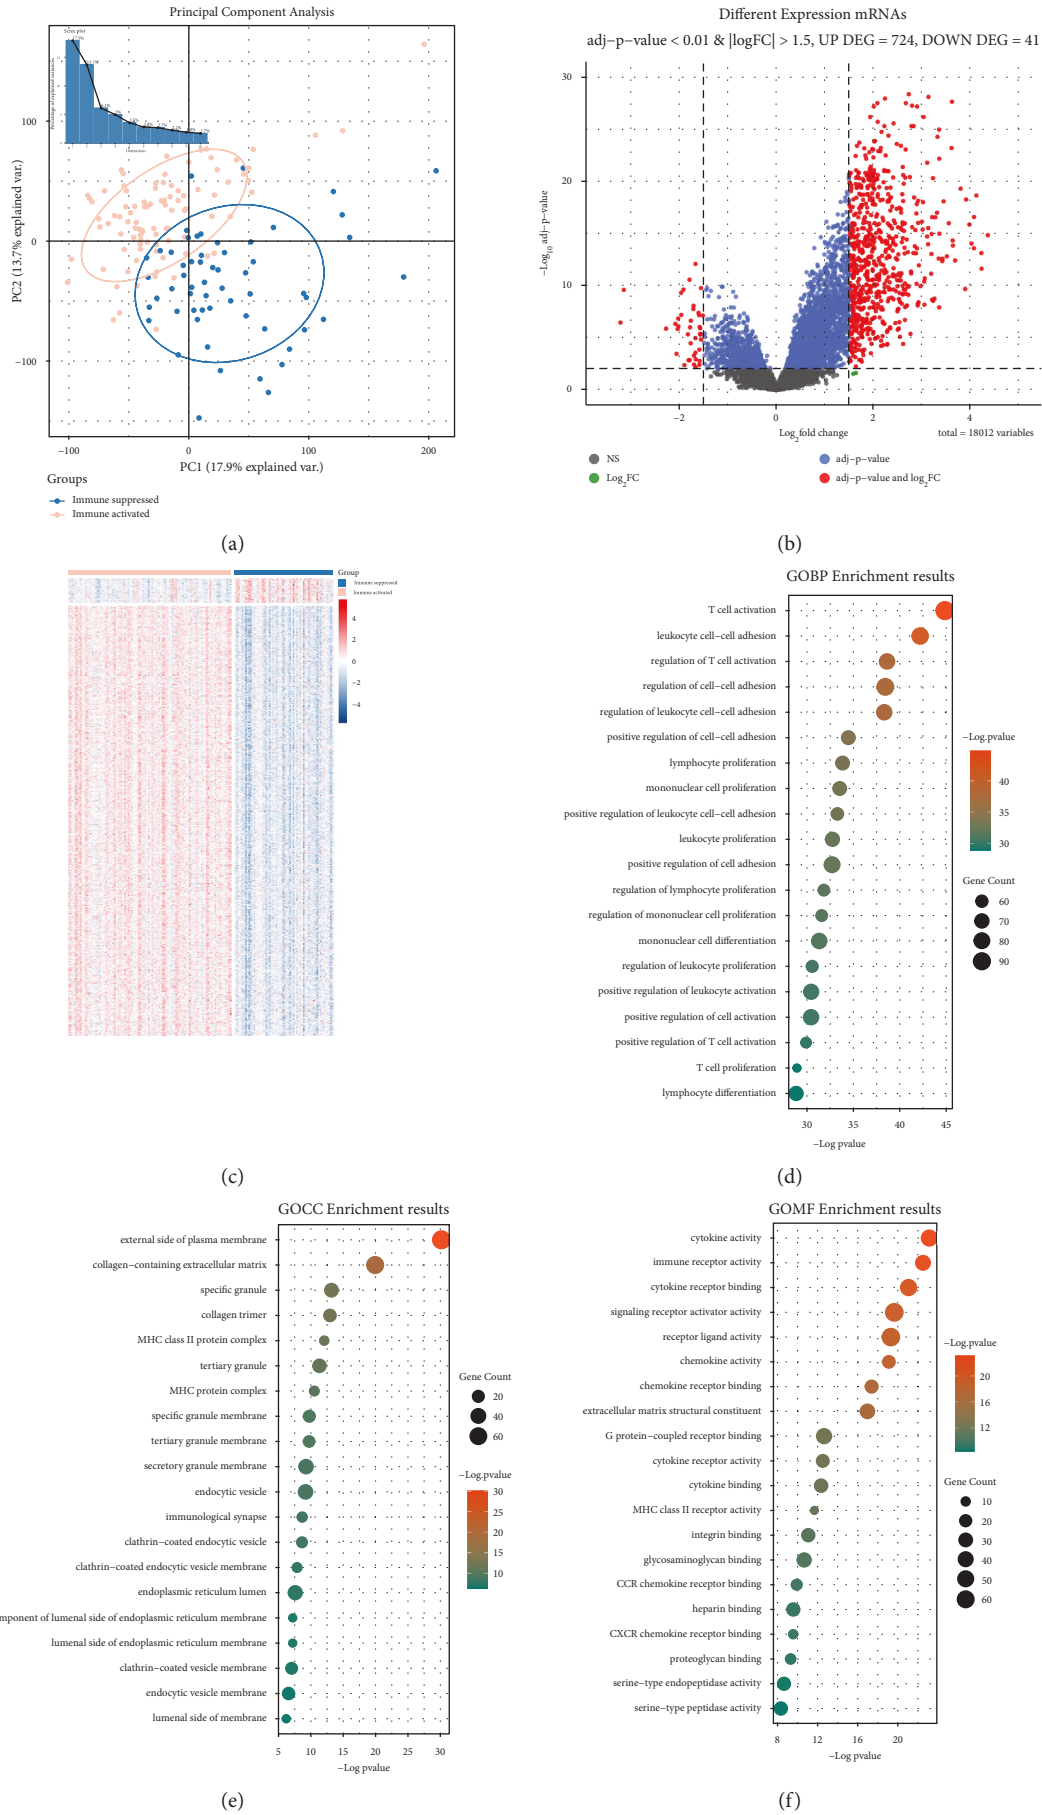 Principal Component Analysis
Scree plot
Percentage of explained variances
Dimensions
100
0
−100
PC2 (13.7% explained var.)
−100
0
100
200
PC1 (17.9% explained var.)
Groups
Immune suppressed
Immune activated
(a)
Different Expression mRNAs
adj−p−value < 0.01 & |logFC| > 1.5, UP DEG = 724, DOWN DEG = 41
30
20
10
0
−Log10 adj−p−value
−2
0
2
4
Log2 fold change
total = 18012 variables
NS
adj−p−value
Log2FC
adj−p−value and log2FC
(b)
Group
Immune suppressed
Immune activated
4
2
0
−2
−4
(c)
GOBP Enrichment results
T cell activation
leukocyte cell−cell adhesion
regulation of T cell activation
regulation of cell−cell adhesion
regulation of leukocyte cell−cell adhesion
positive regulation of cell−cell adhesion
lymphocyte proliferation
mononuclear cell proliferation
positive regulation of leukocyte cell−cell adhesion
leukocyte proliferation
positive regulation of cell adhesion
regulation of lymphocyte proliferation
regulation of mononuclear cell proliferation
mononuclear cell differentiation
regulation of leukocyte proliferation
positive regulation of leukocyte activation
positive regulation of cell activation
positive regulation of T cell activation
T cell proliferation
lymphocyte differentiation
30
35
40
45
−Log pvalue
−Log.pvalue
40
35
30
Gene Count
60
70
80
90
(d)
GOCC Enrichment results
external side of plasma membrane
collagen−containing extracellular matrix
specific granule
collagen trimer
MHC class II protein complex
tertiary granule
MHC protein complex
specific granule membrane
tertiary granule membrane
secretory granule membrane
endocytic vesicle
immunological synapse
clathrin−coated endocytic vesicle
clathrin−coated endocytic vesicle membrane
endoplasmic reticulum lumen
mponent of lumenal side of endoplasmic reticulum membrane
lumenal side of endoplasmic reticulum membrane
clathrin−coated vesicle membrane
endocytic vesicle membrane
lumenal side of membrane
5
10
15
20
25
30
−Log pvalue
Gene Count
20
40
60
−Log.pvalue
30
25
20
15
10
(e)
GOMF Enrichment results
cytokine activity
immune receptor activity
cytokine receptor binding
signaling receptor activator activity
receptor ligand activity
chemokine activity
chemokine receptor binding
extracellular matrix structural constituent
G protein−coupled receptor binding
cytokine receptor activity
cytokine binding
MHC class II receptor activity
integrin binding
glycosaminoglycan binding
CCR chemokine receptor binding
heparin binding
CXCR chemokine receptor binding
proteoglycan binding
serine−type endopeptidase activity
serine−type peptidase activity
8
12
16
20
−Log pvalue
−Log.pvalue
20
16
12
Gene Count
10
20
30
40
50
60
(f)